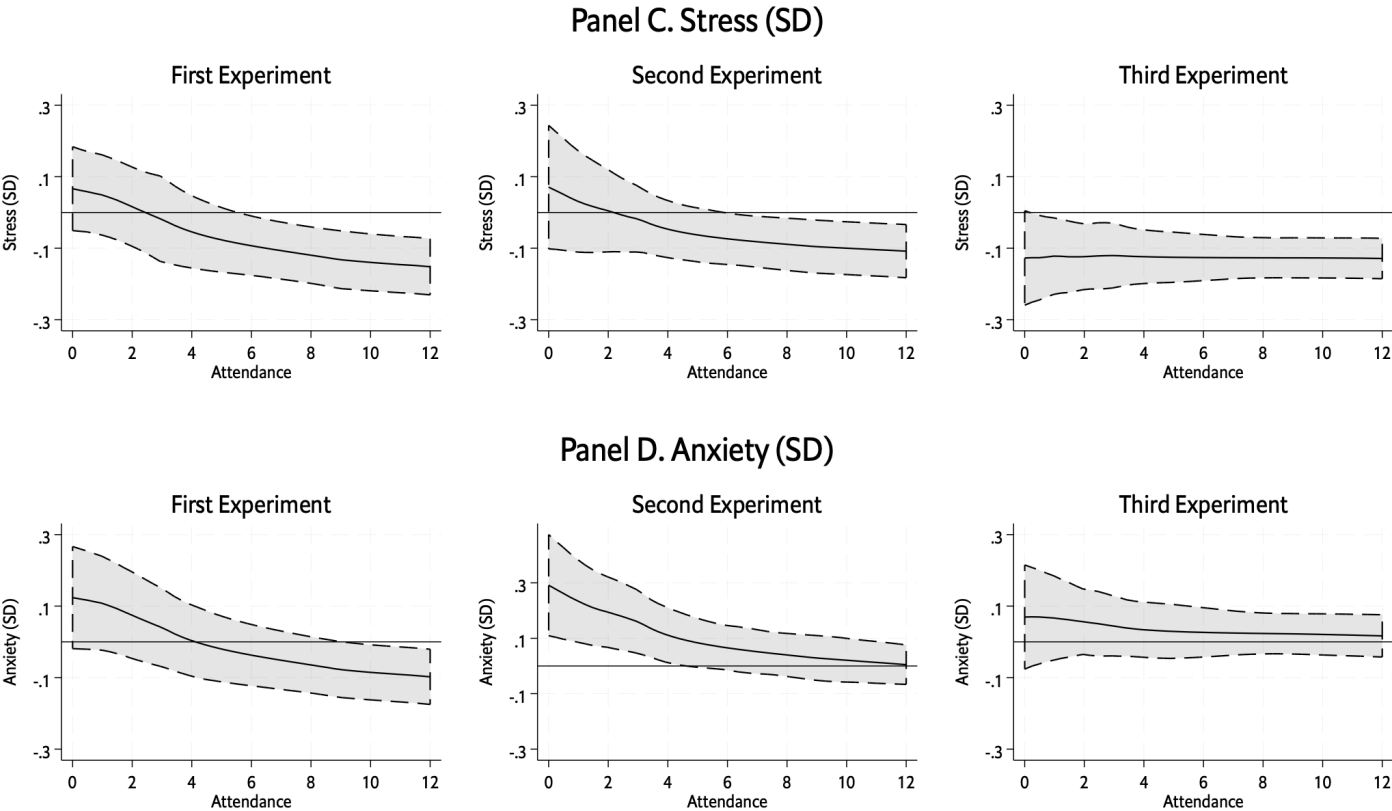 Panel C. Stress (SD)
First Experiment
Second Experiment
Third Experiment
.3
.1
-.1
-.3
Stress (SD)
0 2 4 6 8 10 12
Attendance
.3
.1
-.1
-.3
Stress (SD)
0 2 4 6 8 10 12
Attendance
.3
.1
-.1
-.3
Stress (SD)
0 2 4 6 8 10 12
Attendance
Panel D. Anxiety (SD)
First Experiment
Second Experiment
Third Experiment
.3
.1
-.1
-.3
Anxiety (SD)
0 2 4 6 8 10 12
Attendance
.3
.1
-.1
-.3
Anxiety (SD)
0 2 4 6 8 10 12
Attendance
.3
.1
-.1
-.3
Anxiety (SD)
0 2 4 6 8 10 12
Attendance